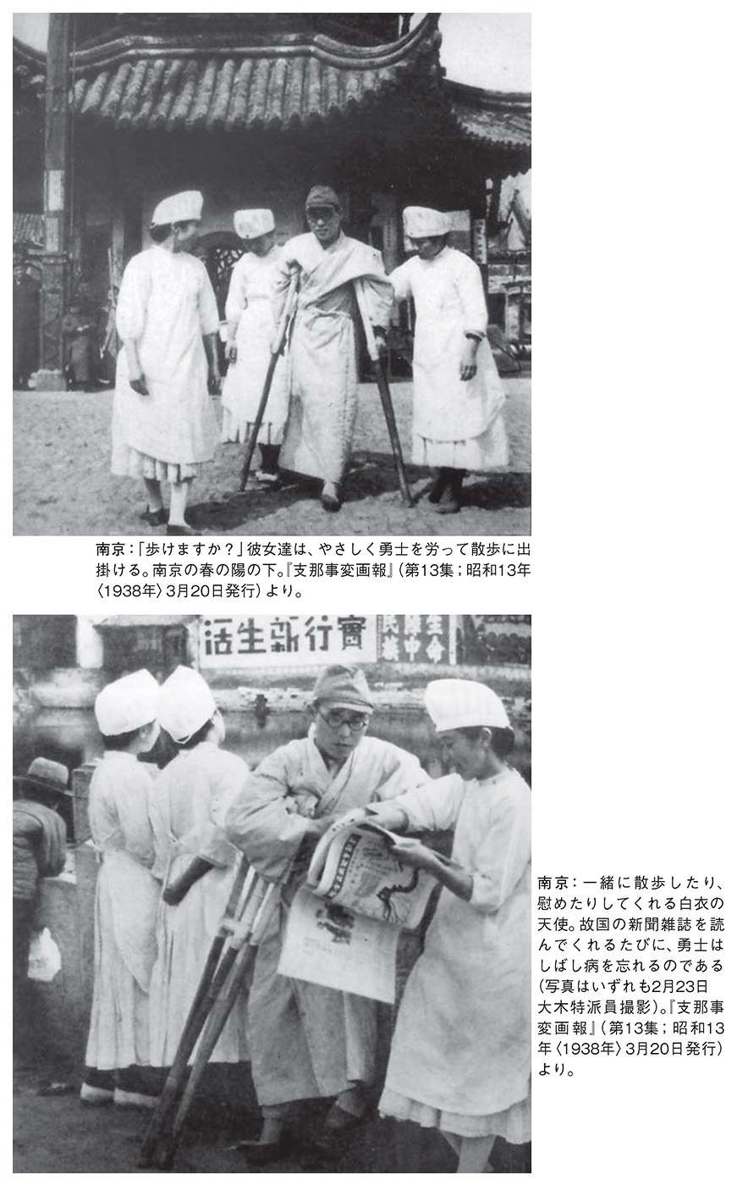 南京：「歩けますか？」彼女達は、やさしく勇士を労って散歩に出
掛ける。南京の春の陽の下。『支那事変画報』（第13集；昭和13年
〈1938年〉3月20日発行）より。
實行新生活
南京：一緒に散歩したり、
慰めたりしてくれる白衣の
天使。故国の新聞雑誌を読
んでくれるたびに、勇士は
しばし病を忘れるのである
（写真はいずれも2月23日
大木特派員撮影）。『支那事
変画報』（第13集；昭和13
年〈1938年〉3月20日発行）
より。